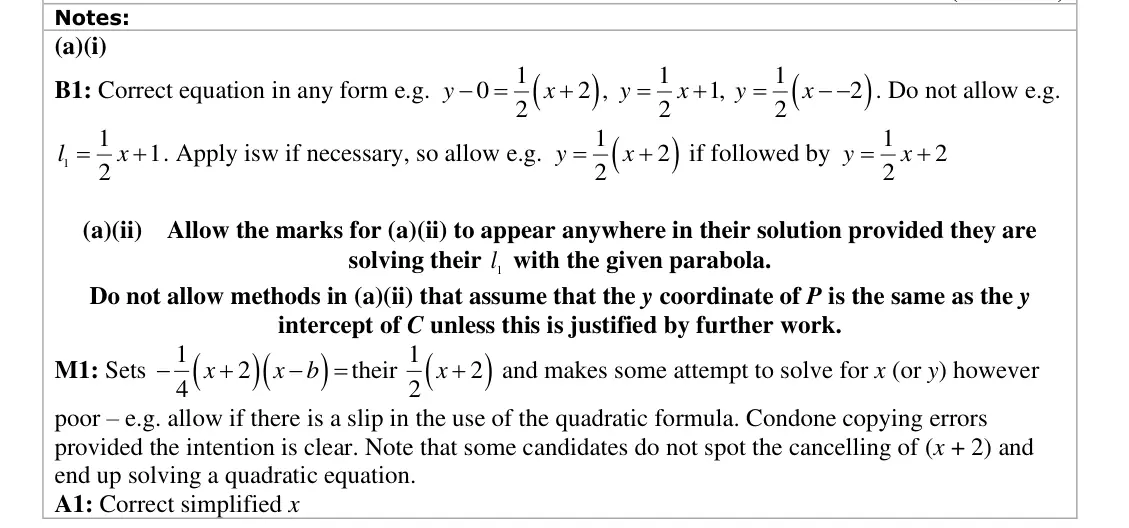 Notes:
(a)(i)
B1: Correct equation in any form e.g. y − 0 = 1/2 (x + 2), y = 1/2 x + 1, y = 1/2 (x − −2). Do not allow e.g.
l₁ = 1/2 x + 1. Apply isw if necessary, so allow e.g. y = 1/2 (x + 2) if followed by y = 1/2 x + 2
(a)(ii) Allow the marks for (a)(ii) to appear anywhere in their solution provided they are
solving their l₁ with the given parabola.
Do not allow methods in (a)(ii) that assume that the y coordinate of P is the same as the y
intercept of C unless this is justified by further work.
M1: Sets −1/4 (x + 2)(x − b) = their 1/2 (x + 2) and makes some attempt to solve for x (or y) however
poor – e.g. allow if there is a slip in the use of the quadratic formula. Condone copying errors
provided the intention is clear. Note that some candidates do not spot the cancelling of (x + 2) and
end up solving a quadratic equation.
A1: Correct simplified x